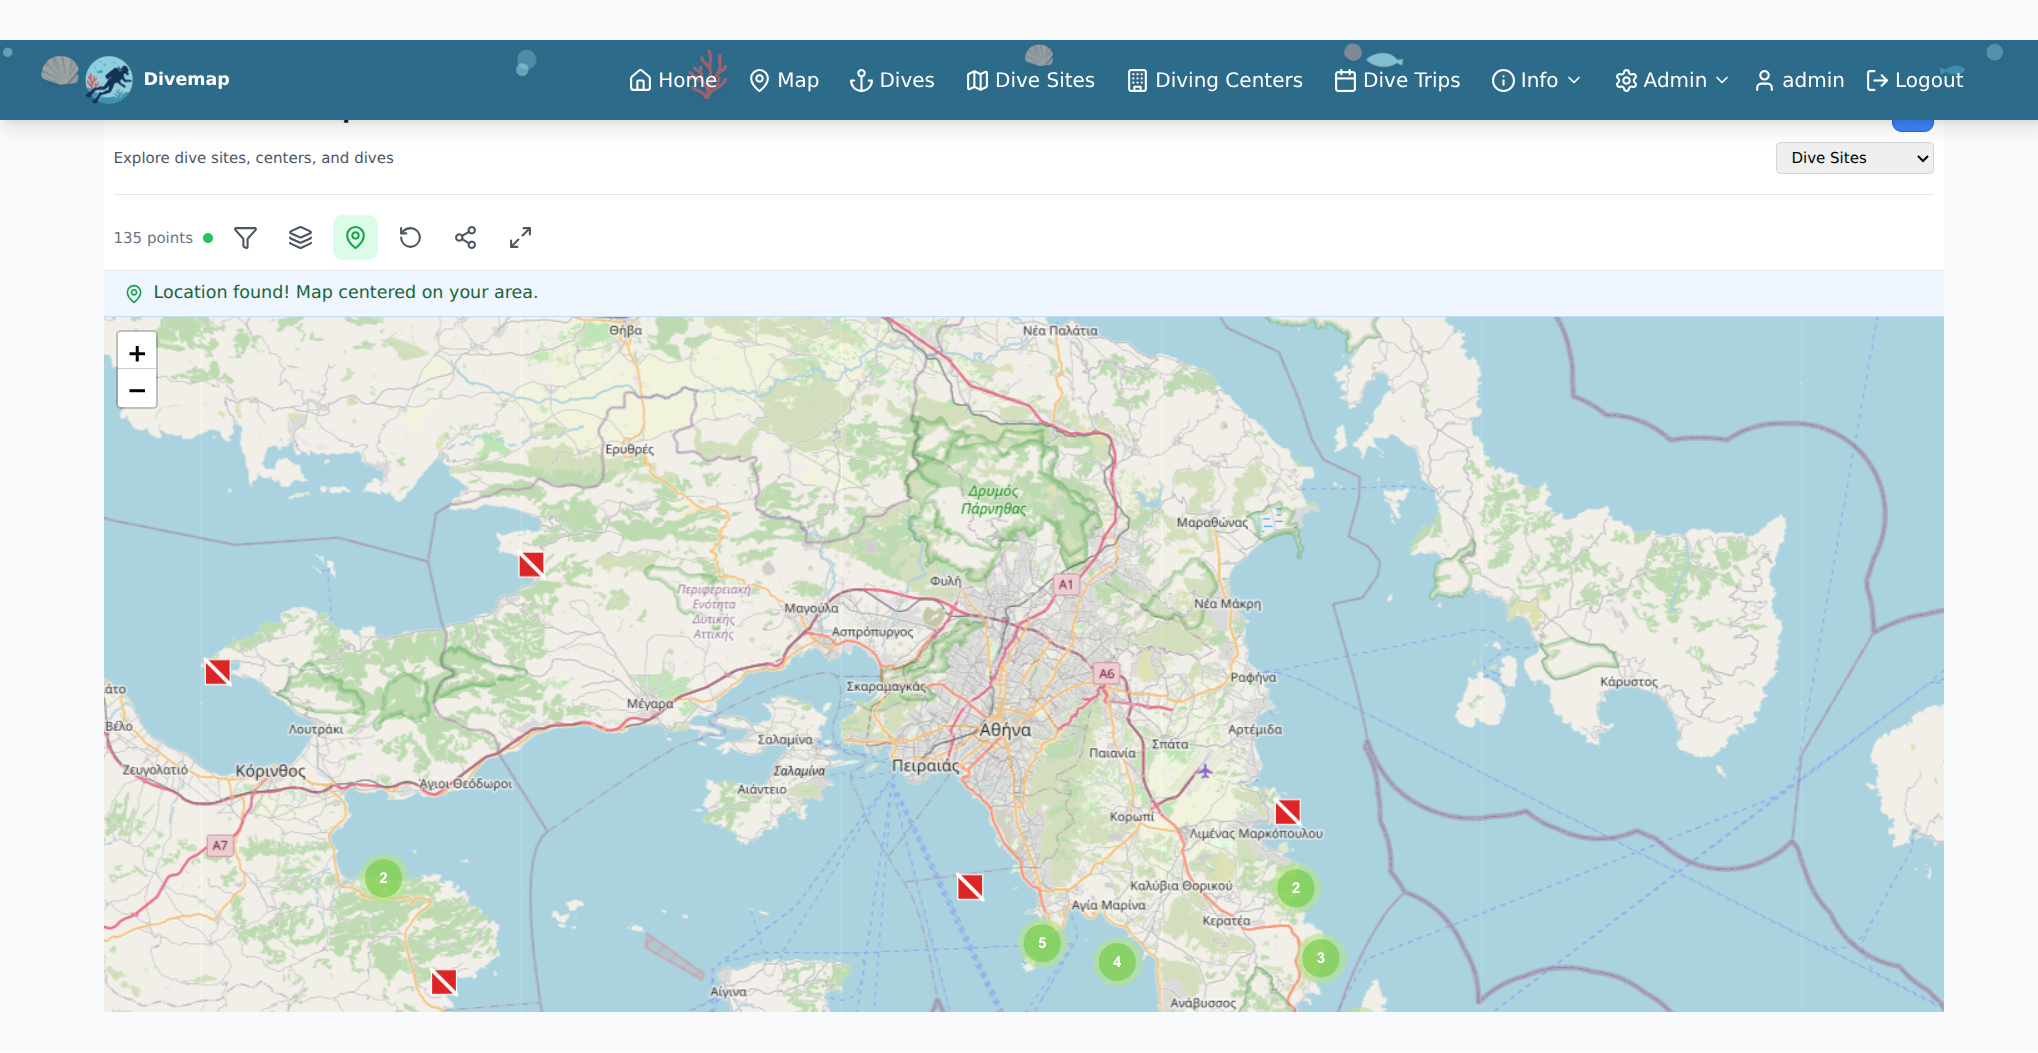 Divemap
Home
Map
Dives
Dive Sites
Diving Centers
Dive Trips
Info
Admin
admin
Logout
Explore dive sites, centers, and dives
Dive Sites
135 points
Location found! Map centered on your area.
+
−
Θήβα
Νέα Παλάτια
Ερυθρές
Δρυμός
Πάρνηθας
Μαραθώνας
Φυλή
A1
Περιφερειακή
Ενότητα
Δυτικής
Αττικής
Μαγούλα
Νέα Μάκρη
Ασπρόπυργος
A6
Ραφήνα
Κάρυστος
Σκαραμαγκάς
άτο
Μέγαρα
Βέλο
Λουτράκι
Αθήνα
Αρτέμιδα
Σαλαμίνα
Σπάτα
Παιανία
Ζευγολατιό
Κόρινθος
Πειραιάς
Σαλαμίνα
Άγιοι Θεόδωροι
Αιάντειο
Κορωπί
Λιμένας Μαρκόπουλου
A7
2
Καλύβια Θορικού
2
Αγία Μαρίνα
Κερατέα
5
4
3
Αίγινα
Ανάβυσσος